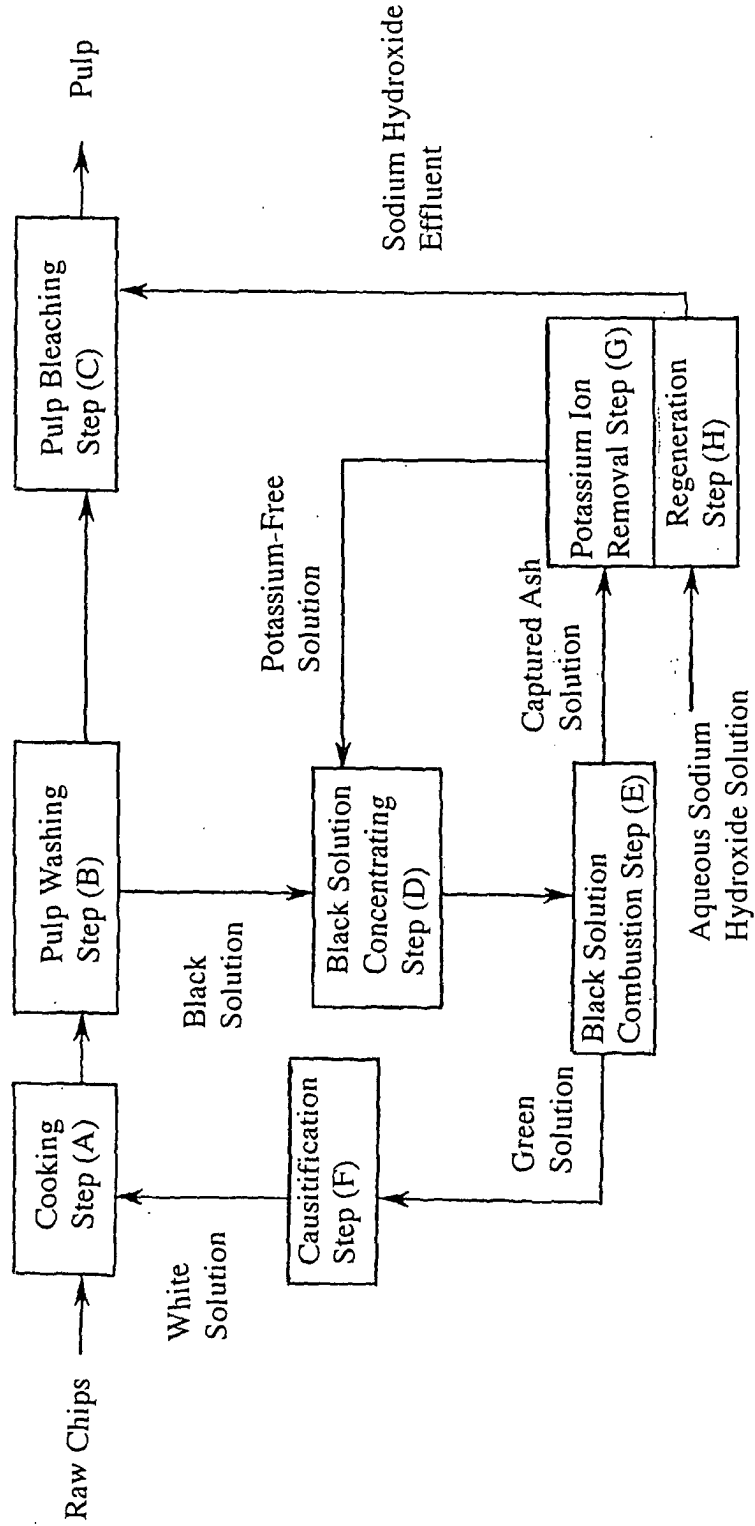 Raw Chips
Cooking
Step (A)
Pulp Washing
Step (B)
Pulp Bleaching
Step (C)
Pulp
White
Solution
Black
Solution
Potassium-Free
Solution
Sodium Hydroxide
Effluent
Causitification
Step (F)
Black Solution
Concentrating
Step (D)
Green
Solution
Captured Ash
Solution
Black Solution
Combustion Step (E)
Potassium Ion
Removal Step (G)
Regeneration
Step (H)
Aqueous Sodium
Hydroxide Solution